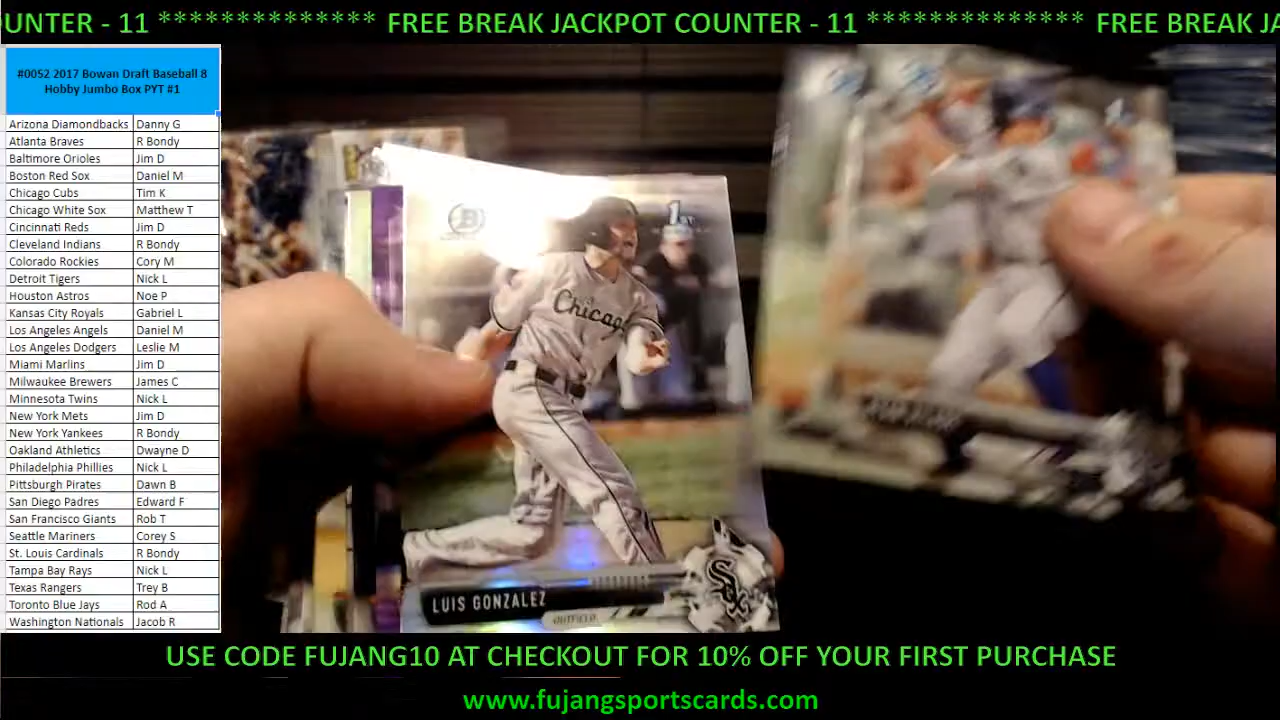 OUNTER - 11 ************** FREE BREAK JACKPOT COUNTER - 11 ************** FREE BREAK JA
#0052 2017 Bowan Draft Baseball 8
Hobby Jumbo Box PYT #1
Arizona Diamondbacks Danny G
Atlanta Braves R Bondy
Baltimore Orioles Jim D
Boston Red Sox Daniel M
Chicago Cubs Tim K
Chicago White Sox Matthew T
Cincinnati Reds Jim D
Cleveland Indians R Bondy
Colorado Rockies Cory M
Detroit Tigers Nick L
Houston Astros Noe P
Kansas City Royals Gabriel L
Los Angeles Angels Daniel M
Los Angeles Dodgers Leslie M
Miami Marlins Jim D
Milwaukee Brewers James C
Minnesota Twins Nick L
New York Mets Jim D
New York Yankees R Bondy
Oakland Athletics Dwayne D
Philadelphia Phillies Nick L
Pittsburgh Pirates Dawn B
San Diego Padres Edward F
San Francisco Giants Rob T
Seattle Mariners Corey S
St. Louis Cardinals R Bondy
Tampa Bay Rays Nick L
Texas Rangers Trey B
Toronto Blue Jays Rod A
Washington Nationals Jacob R
B
1ST
Chicago
LUIS GONZALEZ
OUTFIELD
SOX
USE CODE FUJANG10 AT CHECKOUT FOR 10% OFF YOUR FIRST PURCHASE
www.fujangsportscards.com